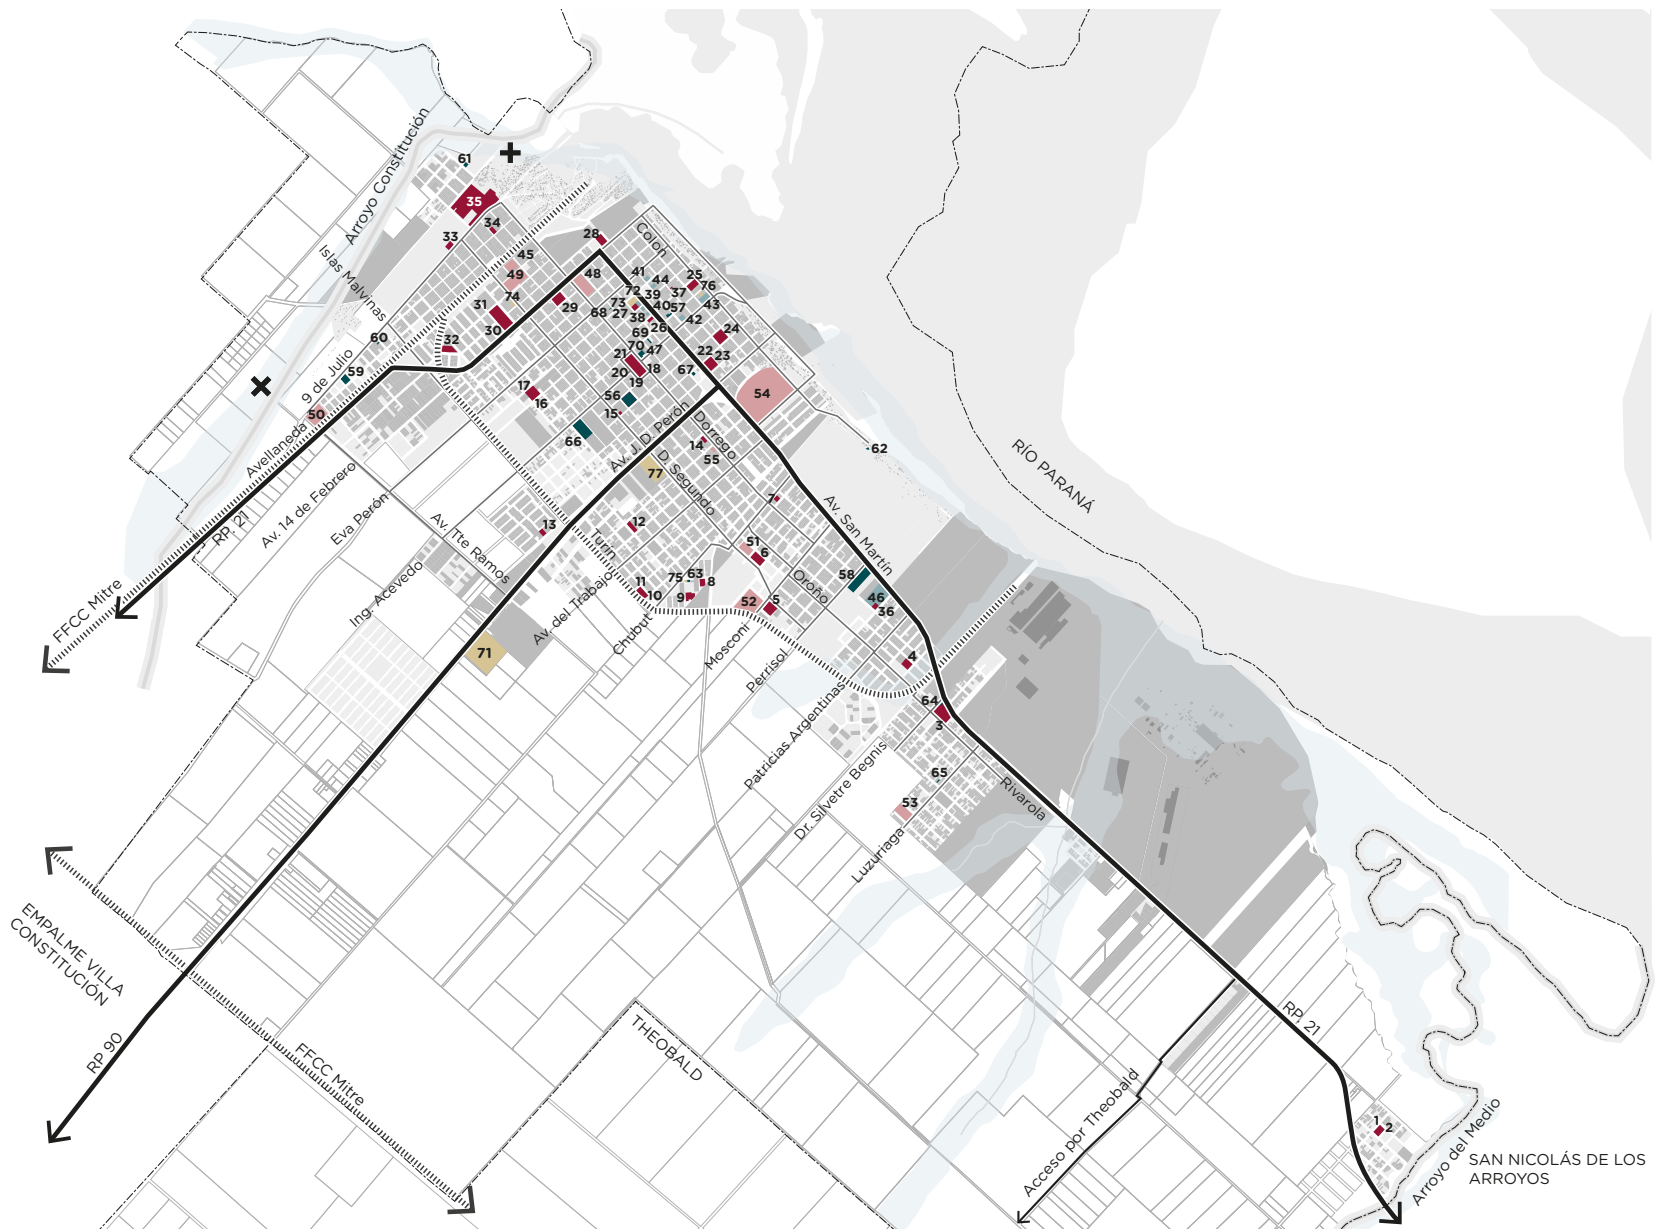 61
Arroyo Constitución
35
34
33
28
Colon
Islas Malvinas
45
49
48
41
44
25
76
37
39
72
73
27
40
57
43
42
38
26
74
31
30
29
68
69
24
60
32
70
47
21
22
23
20
18
19
67
9 de Julio
59
17
16
56
15
54
50
66
Avellaneda
Av. J. D. Perón
Dorrego
14
55
62
RÍO PARANÁ
D. Segundo
77
Av. 14 de Febrero
RP. 21
Eva Perón
7
Av. San Martín
Av. Tte Ramos
13
12
Turín
51
6
Oroño
58
46
36
11
10
75
63
8
9
52
5
Ing. Acevedo
Av. del Trabajo
Chubut
Mosconi
Perrisol
FFCC Mitre
71
4
64
3
Patricias Argentinas
Dr. Silvetre Begnis
65
53
Luzuriaga
Rivarola
EMPALME VILLA
CONSTITUCIÓN
RP 90
FFCC Mitre
THEOBALD
RP. 21
Acceso por Theobald
1
2
Arroyo del Medio
SAN NICOLÁS DE LOS
ARROYOS